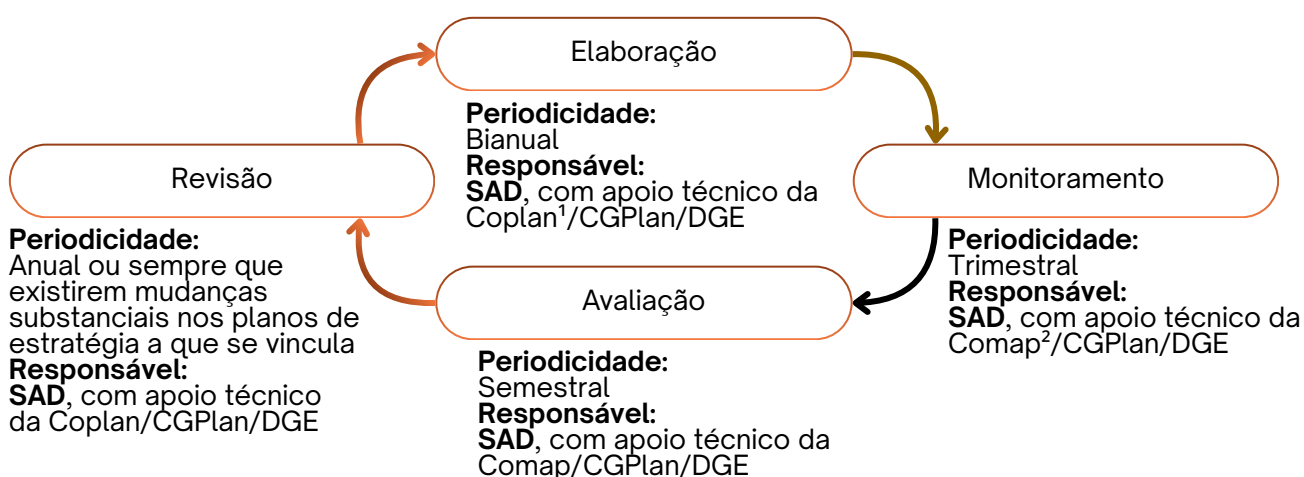 Elaboração
Periodicidade:
Bianual
Responsável:
SAD, com apoio técnico da
Coplan¹/CGPlan/DGE
Monitoramento
Periodicidade:
Trimestral
Responsável:
SAD, com apoio técnico da
Comap²/CGPlan/DGE
Avaliação
Periodicidade:
Semestral
Responsável:
SAD, com apoio técnico da
Comap/CGPlan/DGE
Revisão
Periodicidade:
Anual ou sempre que
existirem mudanças
substanciais nos planos de
estratégia a que se vincula
Responsável:
SAD, com apoio técnico
da Coplan/CGPlan/DGE